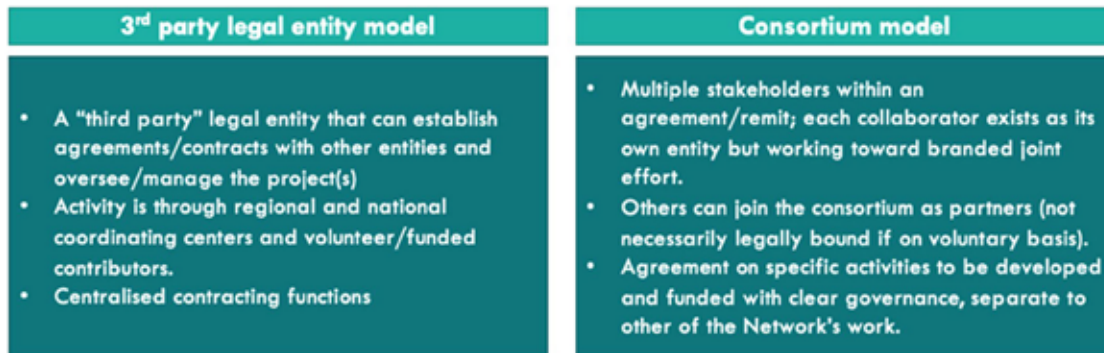 3rd party legal entity model
• A “third party” legal entity that can establish
agreements/contracts with other entities and
oversee/manage the project(s)
• Activity is through regional and national
coordinating centers and volunteer/funded
contributors.
• Centralised contracting functions
Consortium model
• Multiple stakeholders within an
agreement/remit; each collaborator exists as its
own entity but working toward branded joint
effort.
• Others can join the consortium as partners (not
necessarily legally bound if on voluntary basis).
• Agreement on specific activities to be developed
and funded with clear governance, separate to
other of the Network’s work.